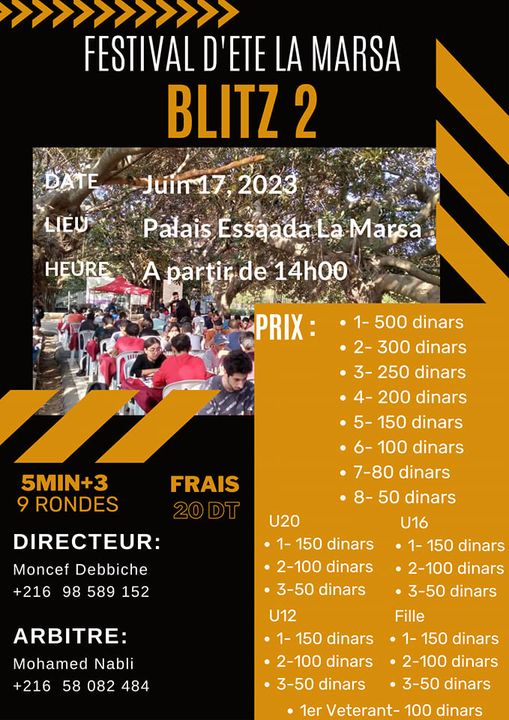 FESTIVAL D'ETE LA MARSA
BLITZ 2
DATE Juin 17, 2023
LIEU Palais Essaada La Marsa
HEURE A partir de 14h00
PRIX :
• 1- 500 dinars
• 2- 300 dinars
• 3- 250 dinars
• 4- 200 dinars
• 5- 150 dinars
• 6- 100 dinars
• 7-80 dinars
• 8- 50 dinars
5MIN+3
9 RONDES
FRAIS
20 DT
DIRECTEUR:
Moncef Debbiche
+216 98 589 152
ARBITRE:
Mohamed Nabli
+216 58 082 484
U20
• 1- 150 dinars
• 2-100 dinars
• 3-50 dinars
U16
• 1- 150 dinars
• 2-100 dinars
• 3-50 dinars
U12
• 1- 150 dinars
• 2-100 dinars
• 3-50 dinars
Fille
• 1- 150 dinars
• 2-100 dinars
• 3-50 dinars
• 1er Veterant- 100 dinars